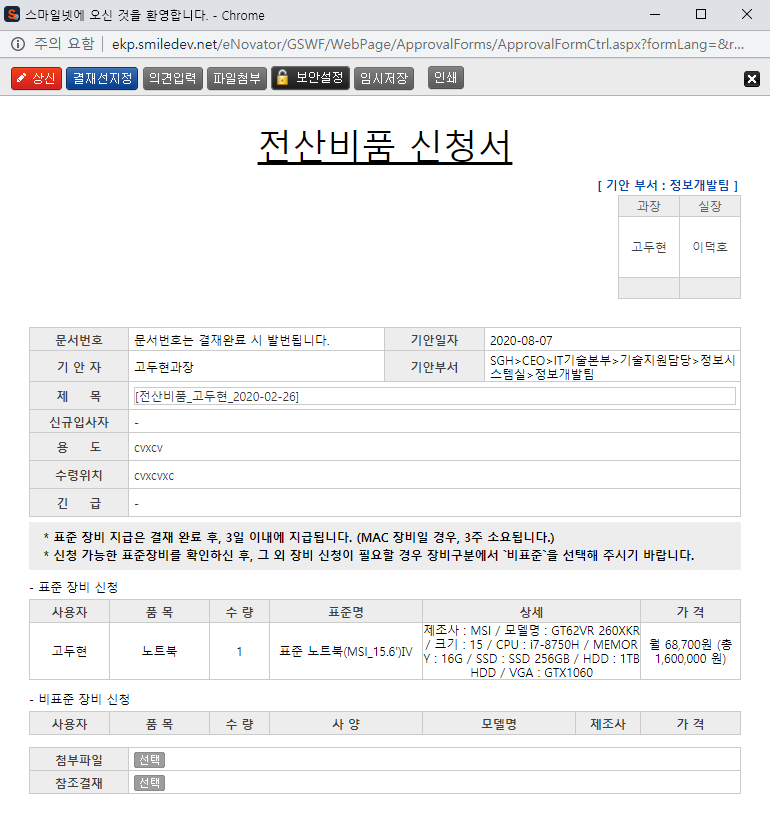 스마일넷에 오신 것을 환영합니다. - Chrome
주의 요함 | ekp.smiledev.net/eNovator/GSWF/WebPage/ApprovalForms/ApprovalFormCtrl.aspx?formLang=&r...
상신 결재선지정 의견입력 파일첨부 보안설정 임시저장 인쇄
전산비품 신청서
[ 기안 부서 : 정보개발팀 ]
과장 실장
고두현 이덕호
문서번호 문서번호는 결재완료 시 발번됩니다. 기안일자 2020-08-07
기 안 자 고두현과장 기안부서 SGH>CEO>IT기술본부>기술지원담당>정보시
스템실>정보개발팀
제 목 [전산비품_고두현_2020-02-26]
신규입사자 -
용 도 cvxcv
수령위치 cvxcvxc
긴 급 -
* 표준 장비 지급은 결재 완료 후, 3일 이내에 지급됩니다. (MAC 장비일 경우, 3주 소요됩니다.)
* 신청 가능한 표준장비를 확인하신 후, 그 외 장비 신청이 필요할 경우 장비구분에서 `비표준`을 선택해 주시기 바랍니다.
- 표준 장비 신청
사용자 품 목 수 량 표준명 상세 가 격
고두현 노트북 1 표준 노트북(MSI_15.6')IV
제조사 : MSI / 모델명 : GT62VR 260XKR
/ 크기 : 15 / CPU : i7-8750H / MEMOR
Y : 16G / SSD : SSD 256GB / HDD : 1TB
HDD / VGA : GTX1060
월 68,700원 (총
1,600,000 원)
- 비표준 장비 신청
사용자 품 목 수 량 사 양 모델명 제조사 가 격
첨부파일 선택
참조결재 선택